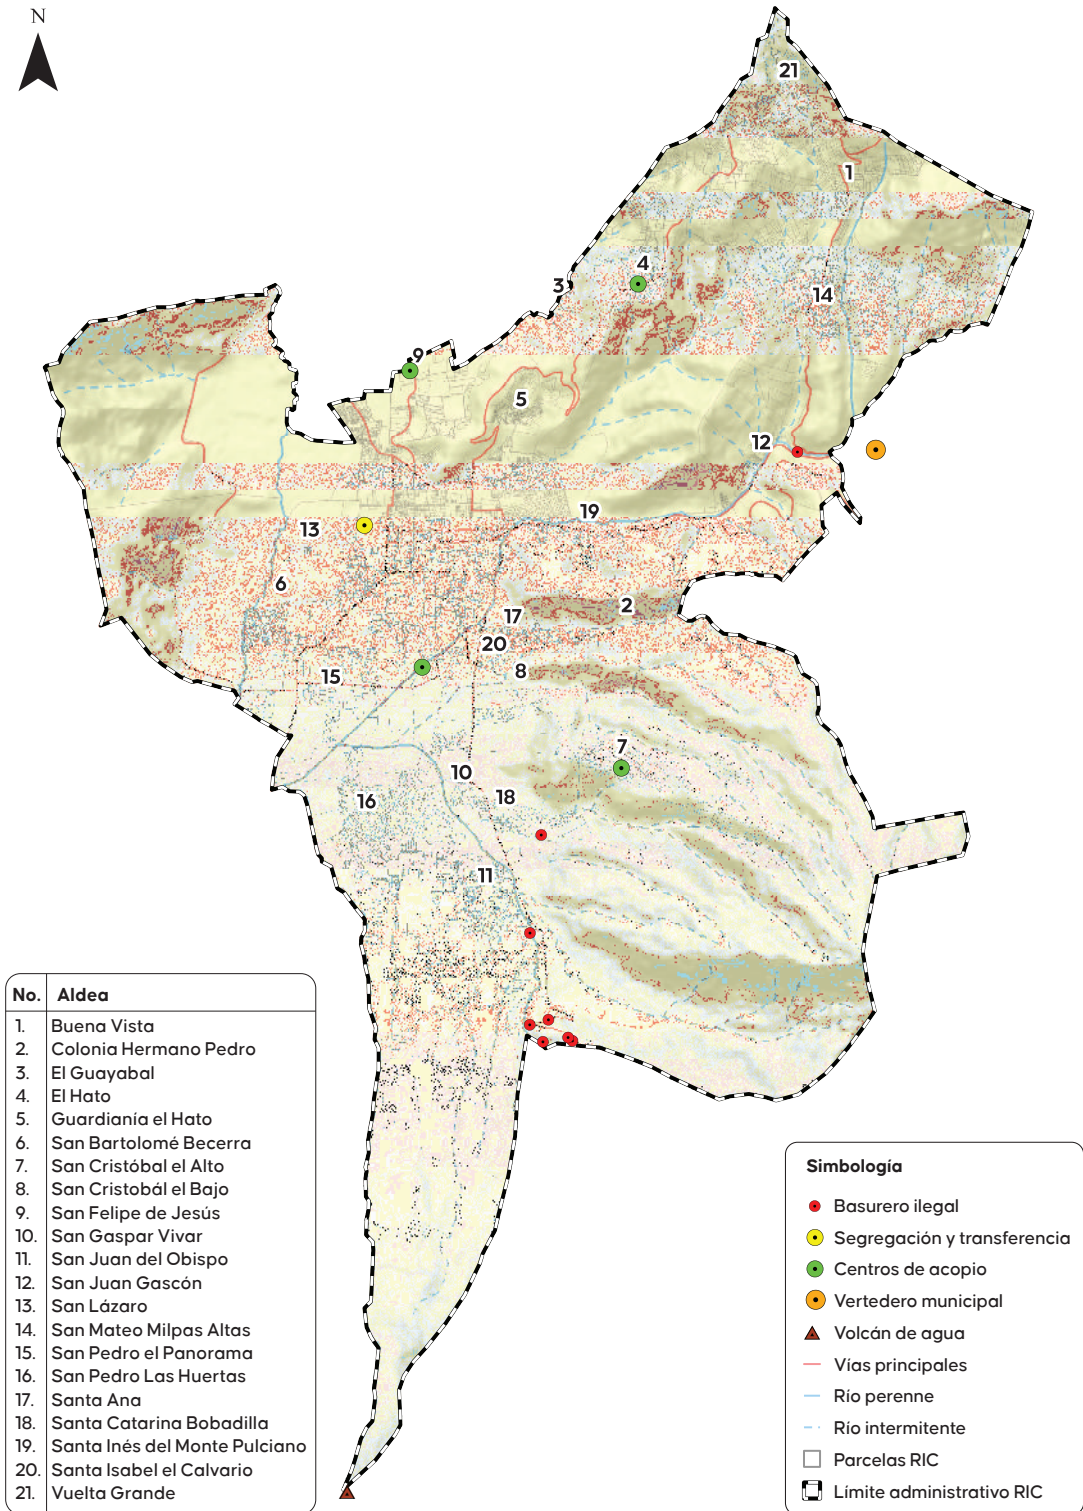 N
21
1
4
3
14
9
5
12
19
13
6
2
17
20
8
15
7
10
18
16
11
No. Aldea
1. Buena Vista
2. Colonia Hermano Pedro
3. El Guayabal
4. El Hato
5. Guardianía el Hato
6. San Bartolomé Becerra
7. San Cristóbal el Alto
8. San Cristobál el Bajo
9. San Felipe de Jesús
10. San Gaspar Vivar
11. San Juan del Obispo
12. San Juan Gascón
13. San Lázaro
14. San Mateo Milpas Altas
15. San Pedro el Panorama
16. San Pedro Las Huertas
17. Santa Ana
18. Santa Catarina Bobadilla
19. Santa Inés del Monte Pulciano
20. Santa Isabel el Calvario
21. Vuelta Grande
Simbología
Basurero ilegal
Segregación y transferencia
Centros de acopio
Vertedero municipal
Volcán de agua
Vías principales
Río perenne
Río intermitente
Parcelas RIC
Límite administrativo RIC